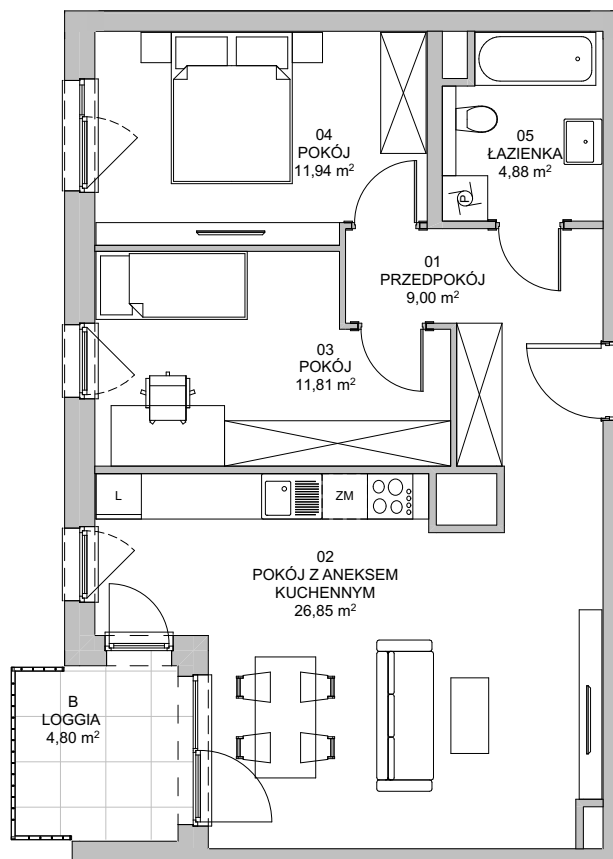 04
POKÓJ
11,94 m²
05
ŁAZIENKA
4,88 m²
P
01
PRZEDPOKÓJ
9,00 m²
03
POKÓJ
11,81 m²
L
ZM
02
POKÓJ Z ANEKSEM
KUCHENNYM
26,85 m²
B
LOGGIA
4,80 m²